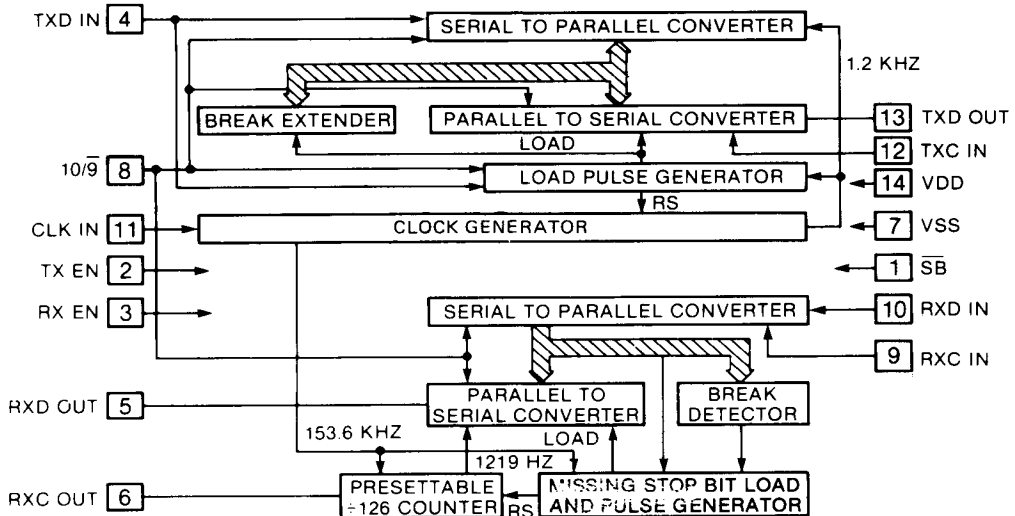 TXD IN 4
SERIAL TO PARALLEL CONVERTER
1.2 KHZ
BREAK EXTENDER
PARALLEL TO SERIAL CONVERTER
13 TXD OUT
LOAD
12 TXC IN
10/9̅ 8
LOAD PULSE GENERATOR
14 VDD
RS
CLK IN 11
CLOCK GENERATOR
7 VSS
TX EN 2
1 S̅B̅
RX EN 3
SERIAL TO PARALLEL CONVERTER
10 RXD IN
9 RXC IN
RXD OUT 5
PARALLEL TO
SERIAL CONVERTER
BREAK
DETECTOR
153.6 KHZ
LOAD
1219 HZ
RXC OUT 6
PRESETTABLE
÷126 COUNTER
RS
MISSING STOP BIT LOAD
AND PULSE GENERATOR